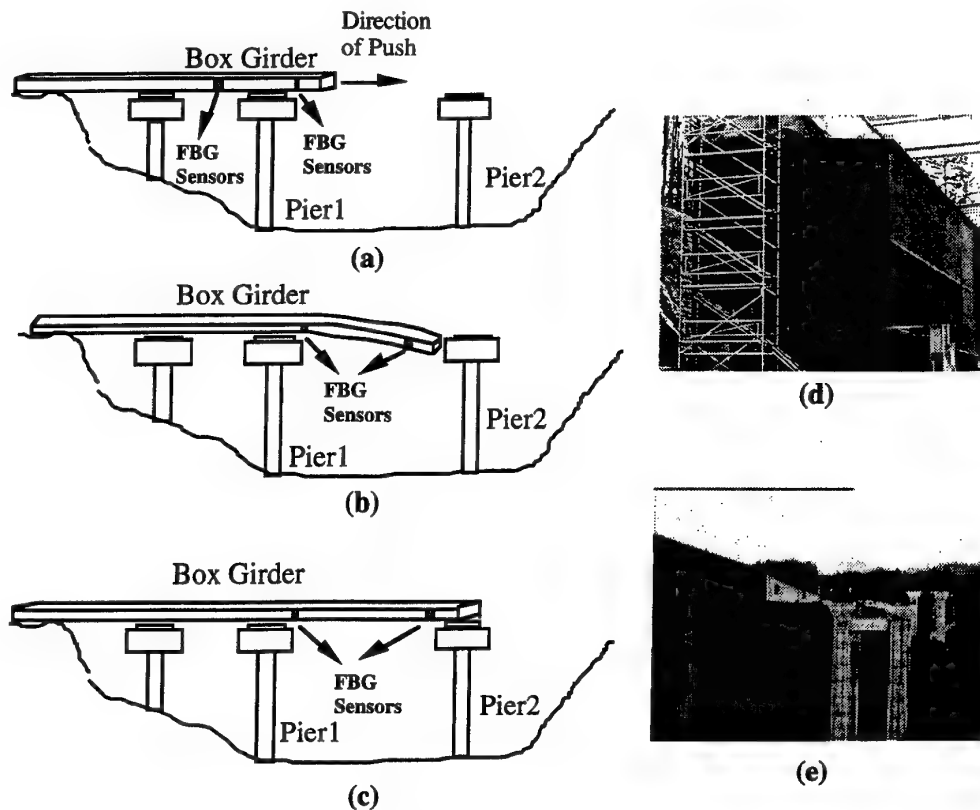 Direction
of Push
Box Girder
FBG
Sensors
FBG
Sensors
Pier1
Pier2
(a)
Box Girder
FBG
Sensors
Pier1
Pier2
(b)
Box Girder
FBG
Sensors
Pier1
Pier2
(c)
(d)
(e)